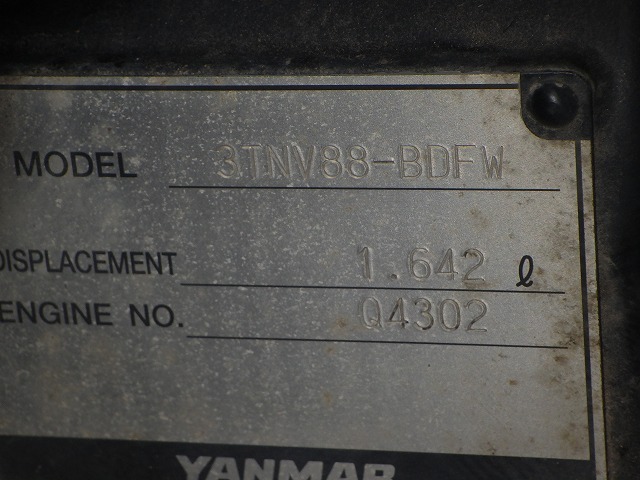 MODEL 3TNV88-BDFW
DISPLACEMENT 1.642 ℓ
ENGINE NO. Q4302
YANMAR